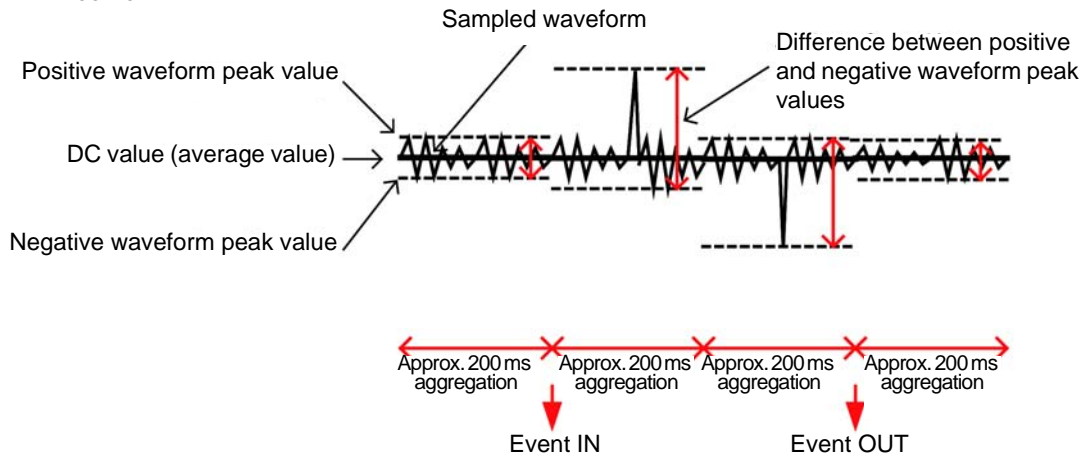 Sampled waveform
Difference between positive
and negative waveform peak
values
Positive waveform peak value
DC value (average value)
Negative waveform peak value
Approx. 200 ms
aggregation
Approx. 200 ms
aggregation
Approx. 200 ms
aggregation
Approx. 200 ms
aggregation
Event IN
Event OUT